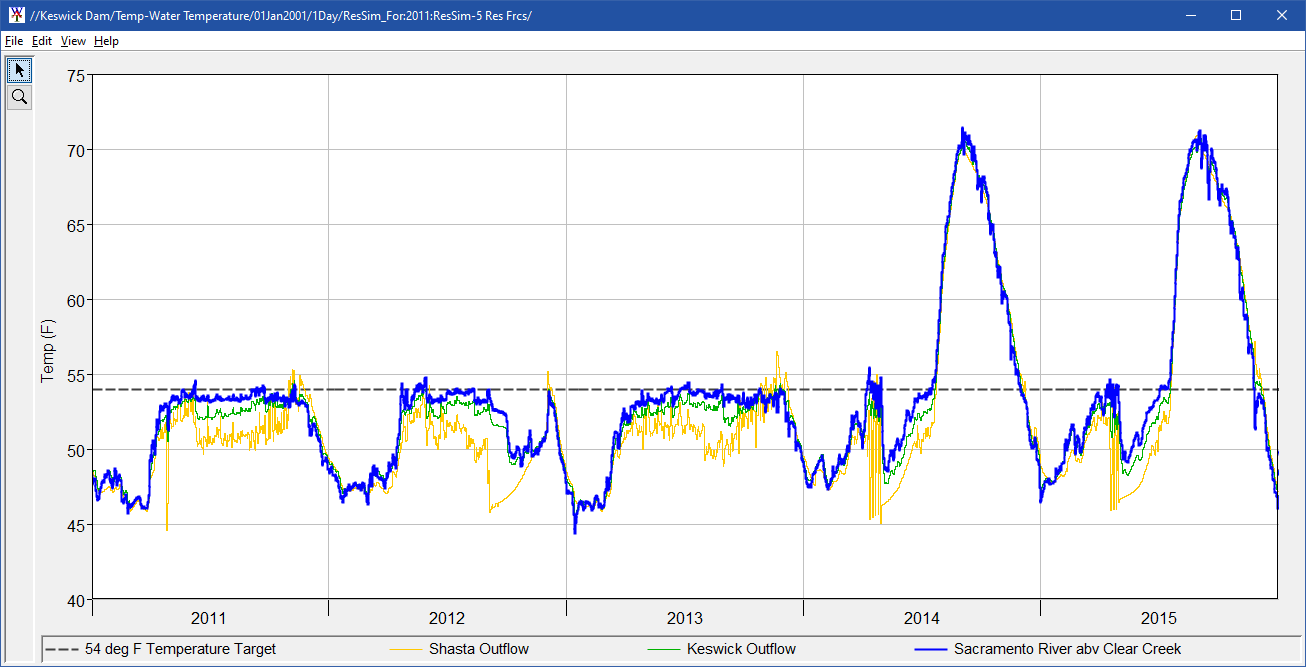 //Keswick Dam/Temp-Water Temperature/01Jan2001/1Day/ResSim_For:2011:ResSim-5 Res Frcs/
File Edit View Help
75
70
65
60
55
50
45
40
Temp (F)
2011 2012 2013 2014 2015
54 deg F Temperature Target Shasta Outflow Keswick Outflow Sacramento River abv Clear Creek